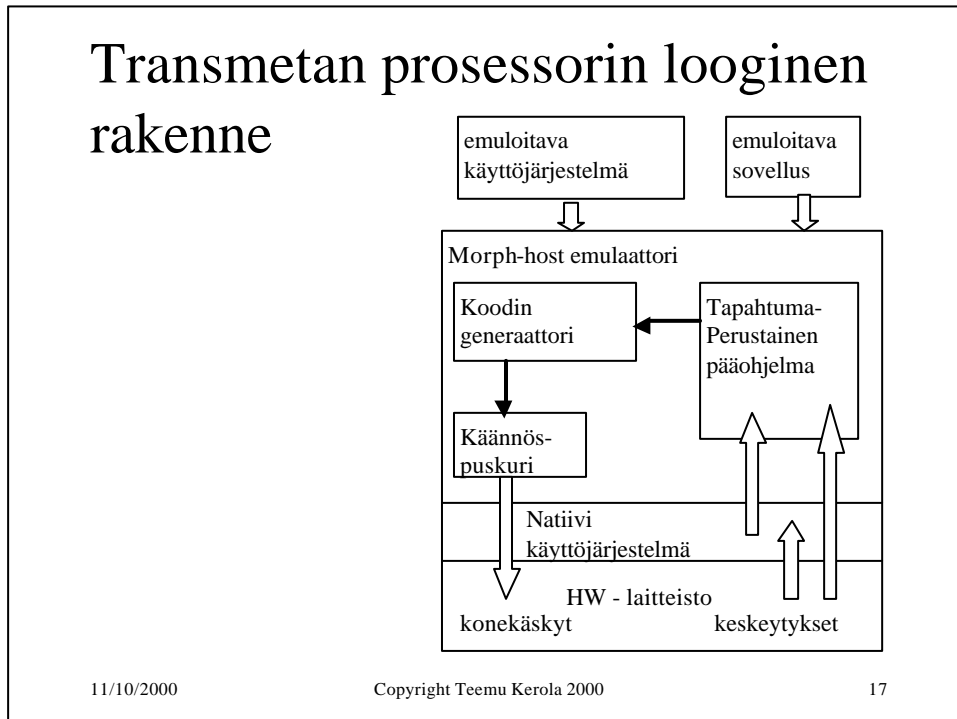 Transmetan prosessorin looginen
rakenne
emuloitava
käyttöjärjestelmä
emuloitava
sovellus
Morph-host emulaattori
Koodin
generaattori
Tapahtuma-
Perustainen
pääohjelma
Käännös-
puskuri
Natiivi
käyttöjärjestelmä
HW - laitteisto
konekäskyt
keskeytykset
11/10/2000
Copyright Teemu Kerola 2000
17